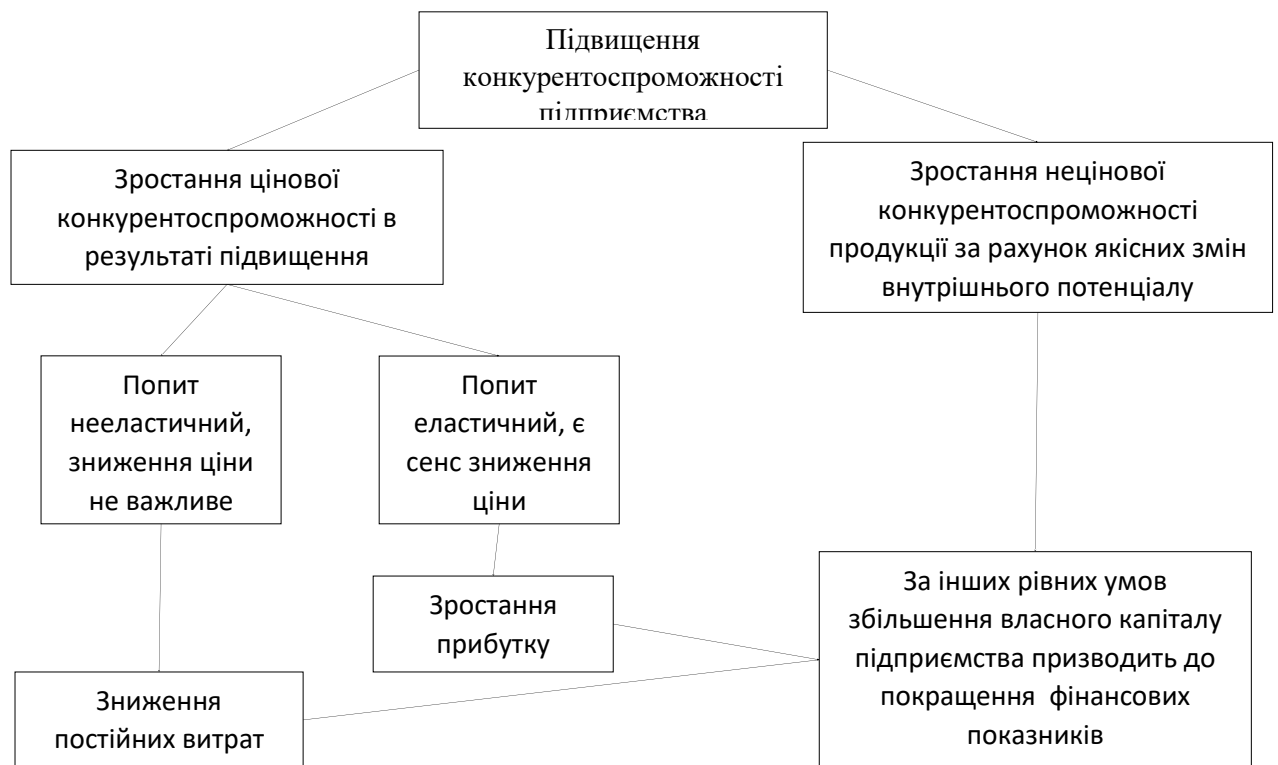 Підвищення
конкурентоспроможності
підприємства
Зростання цінової
конкурентоспроможності в
результаті підвищення
Зростання нецінової
конкурентоспроможності
продукції за рахунок якісних змін
внутрішнього потенціалу
Попит
нееластичний,
зниження ціни
не важливе
Попит
еластичний, є
сенс зниження
ціни
Зростання
прибутку
За інших рівних умов
збільшення власного капіталу
підприємства призводить до
покращення фінансових
показників
Зниження
постійних витрат